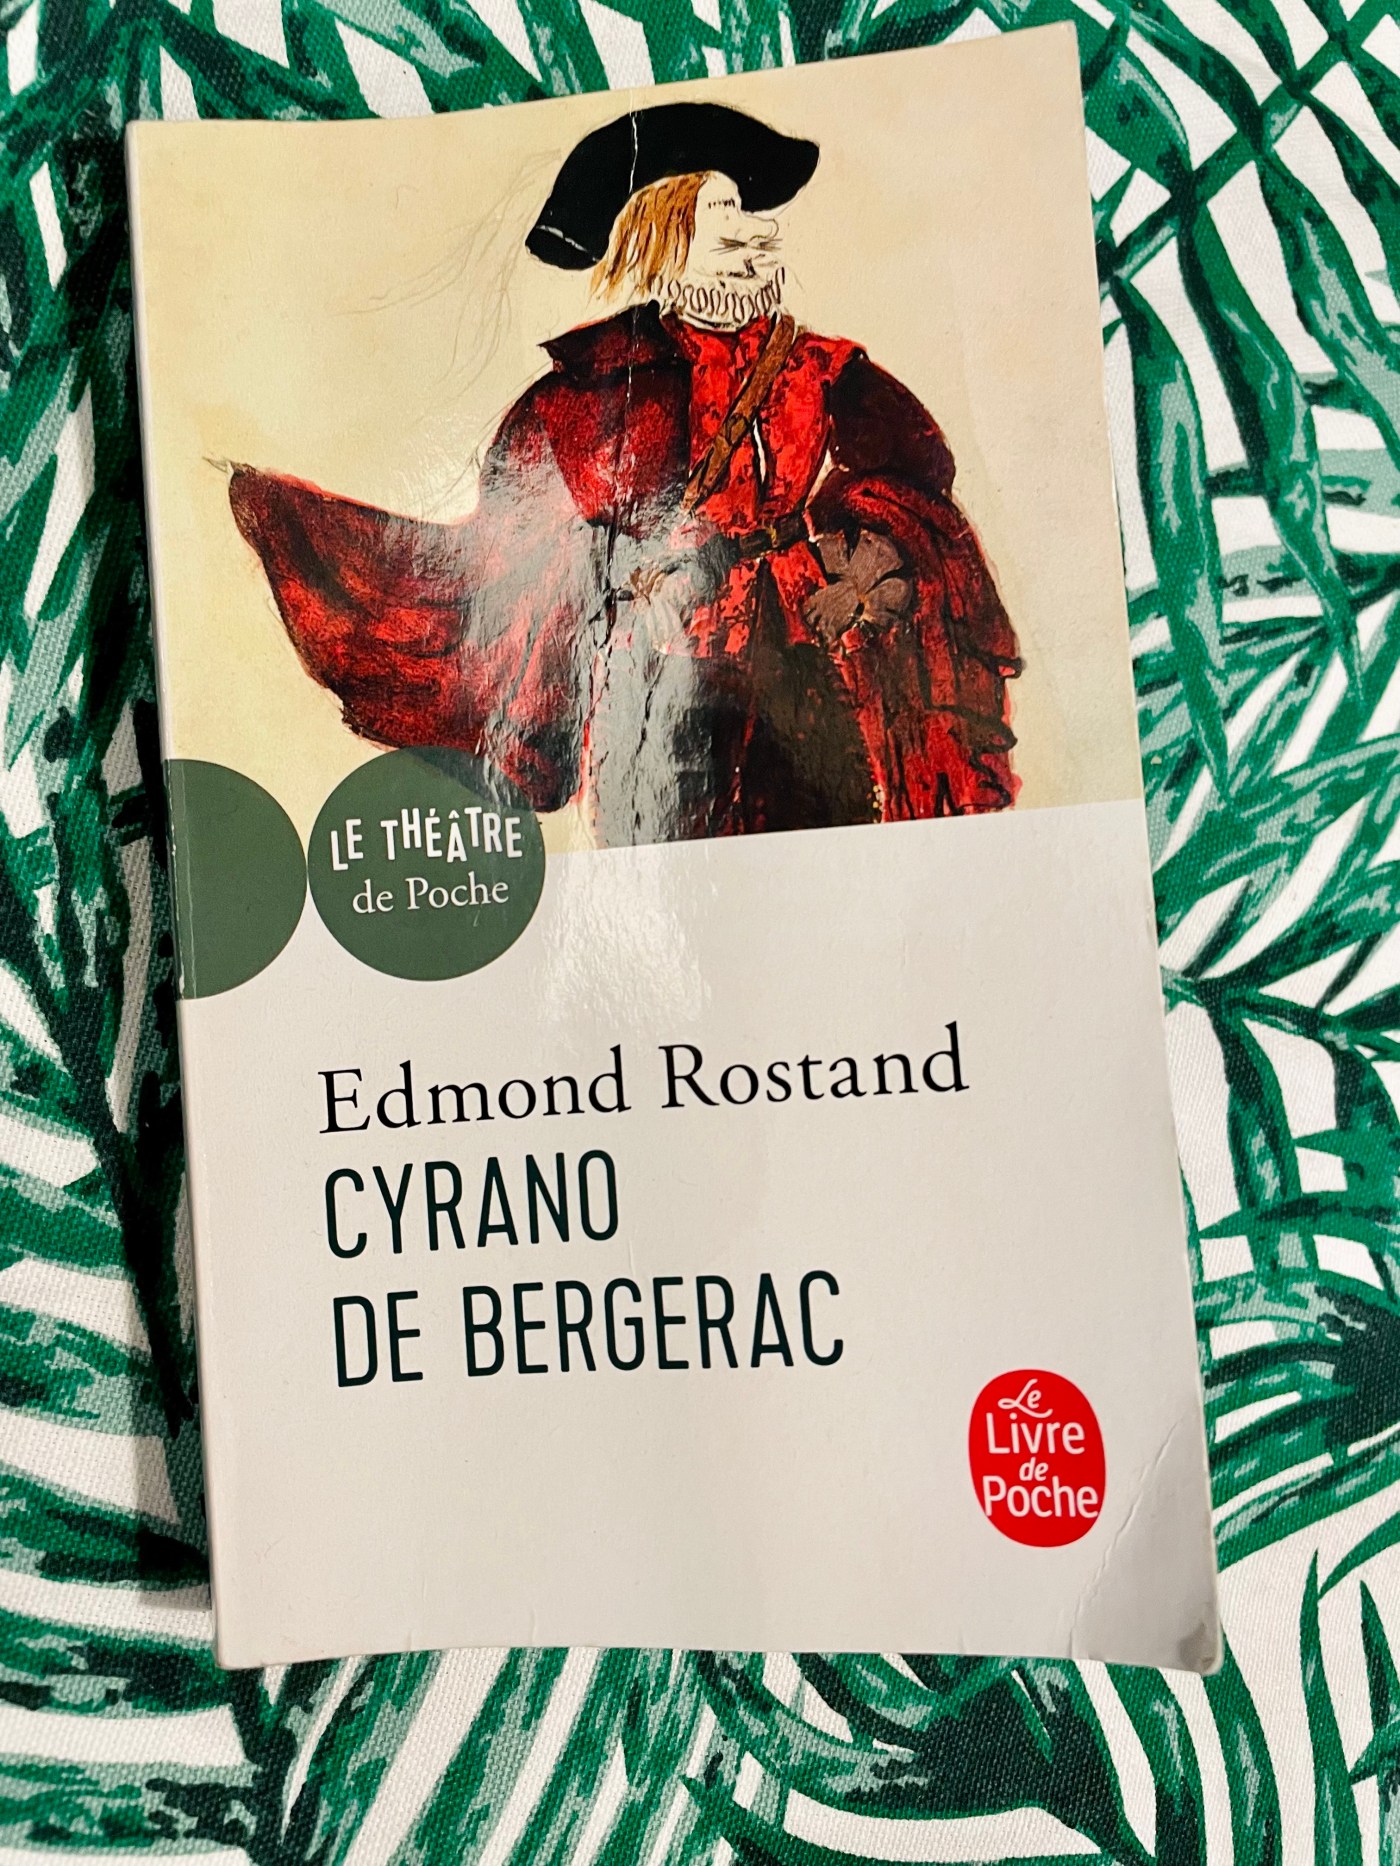 LE THÉÂTRE
de Poche
Edmond Rostand
CYRANO
DE BERGERAC
Le
Livre
de
Poche